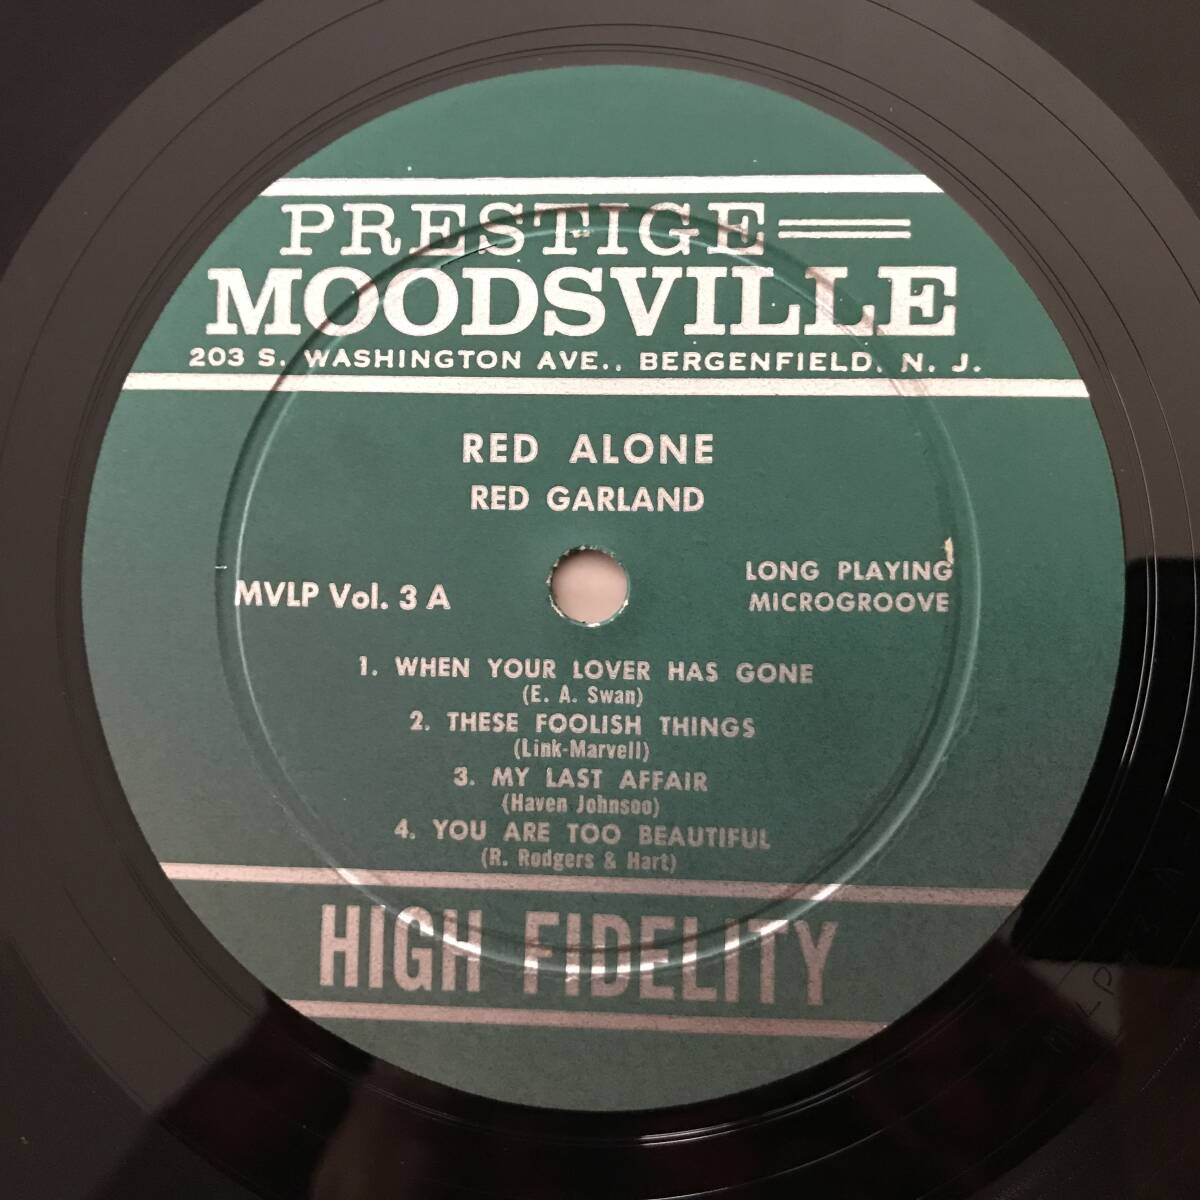 PRESTIGE
MOODSVILLE
203 S. WASHINGTON AVE., BERGENFIELD, N. J.
RED ALONE
RED GARLAND
MVLP Vol. 3 A
LONG PLAYING
MICROGROOVE
1. WHEN YOUR LOVER HAS GONE
(E. A. Swan)
2. THESE FOOLISH THINGS
(Link-Marvell)
3. MY LAST AFFAIR
(Haven Johnsoo)
4. YOU ARE TOO BEAUTIFUL
(R. Rodgers & Hart)
HIGH FIDELITY